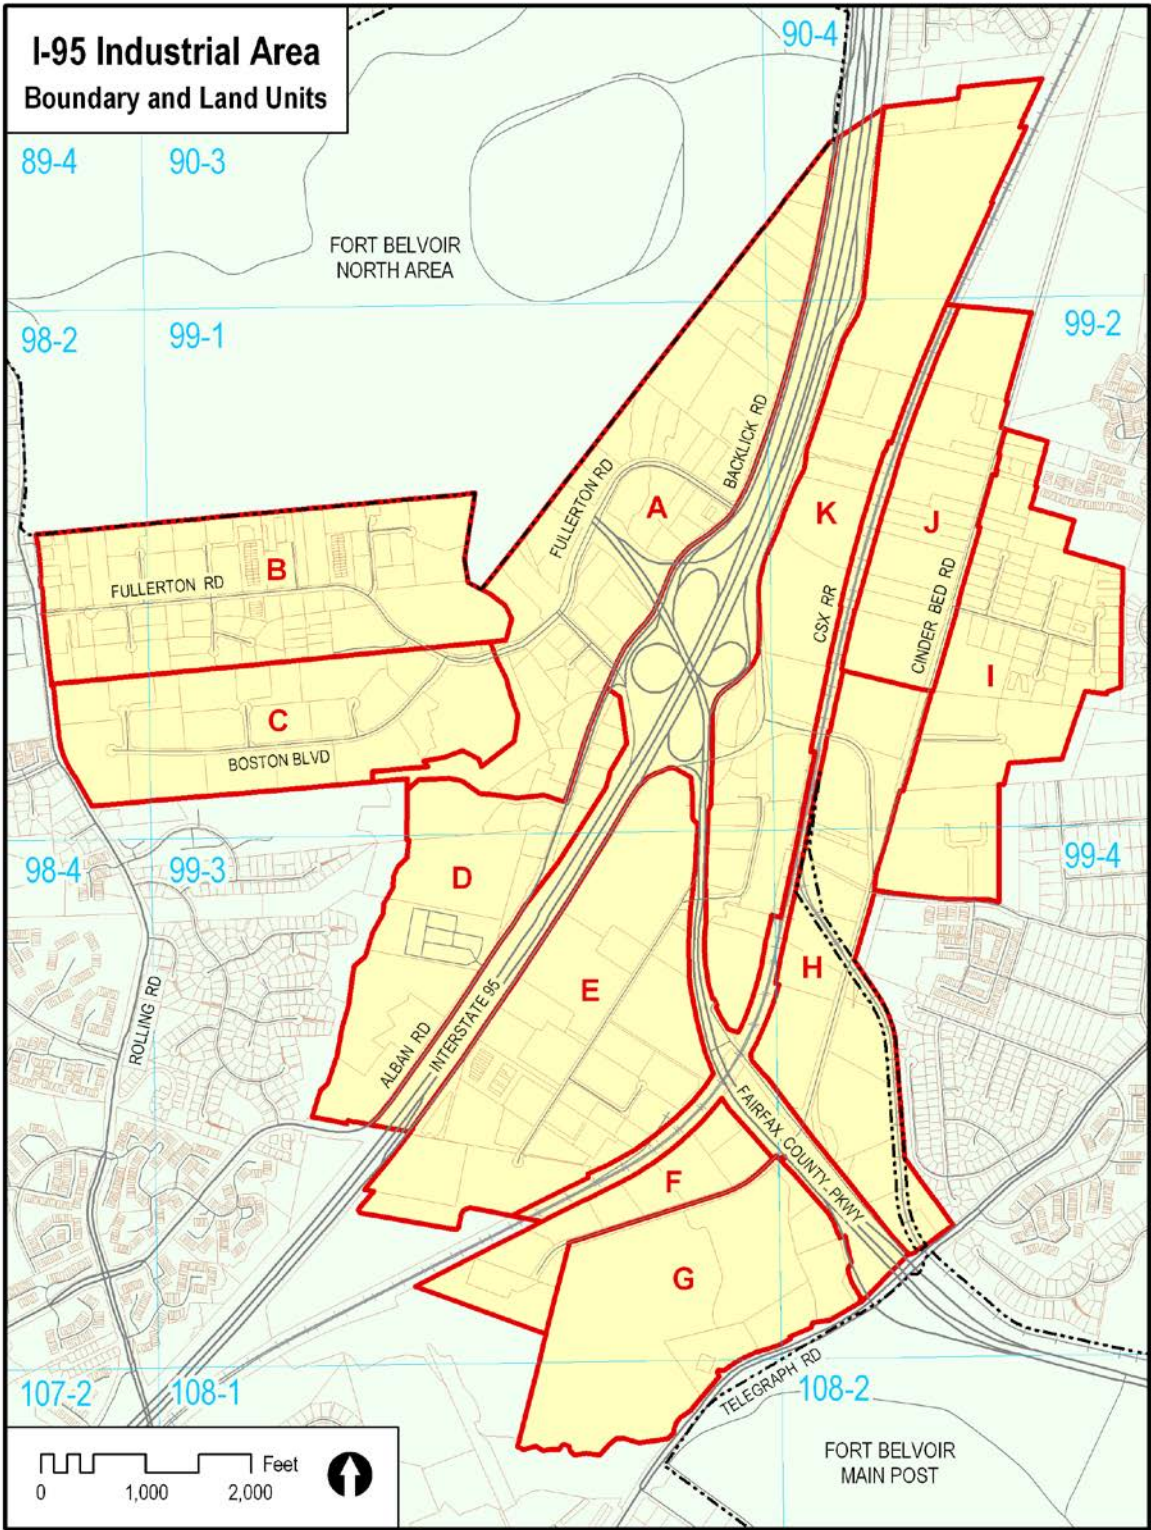 I-95 Industrial Area
Boundary and Land Units
90-4
89-4
90-3
FORT BELVOIR
NORTH AREA
98-2
99-1
99-2
BACKLICK RD
FULLERTON RD
A
K
J
B
FULLERTON RD
CSX RR
CINDER BED RD
I
C
BOSTON BLVD
98-4
99-3
99-4
D
H
E
ROLLING RD
INTERSTATE 95
ALBAN RD
FAIRFAX COUNTY PKWY
F
G
TELEGRAPH RD
107-2
108-1
108-2
FORT BELVOIR
MAIN POST
Feet
0 1,000 2,000